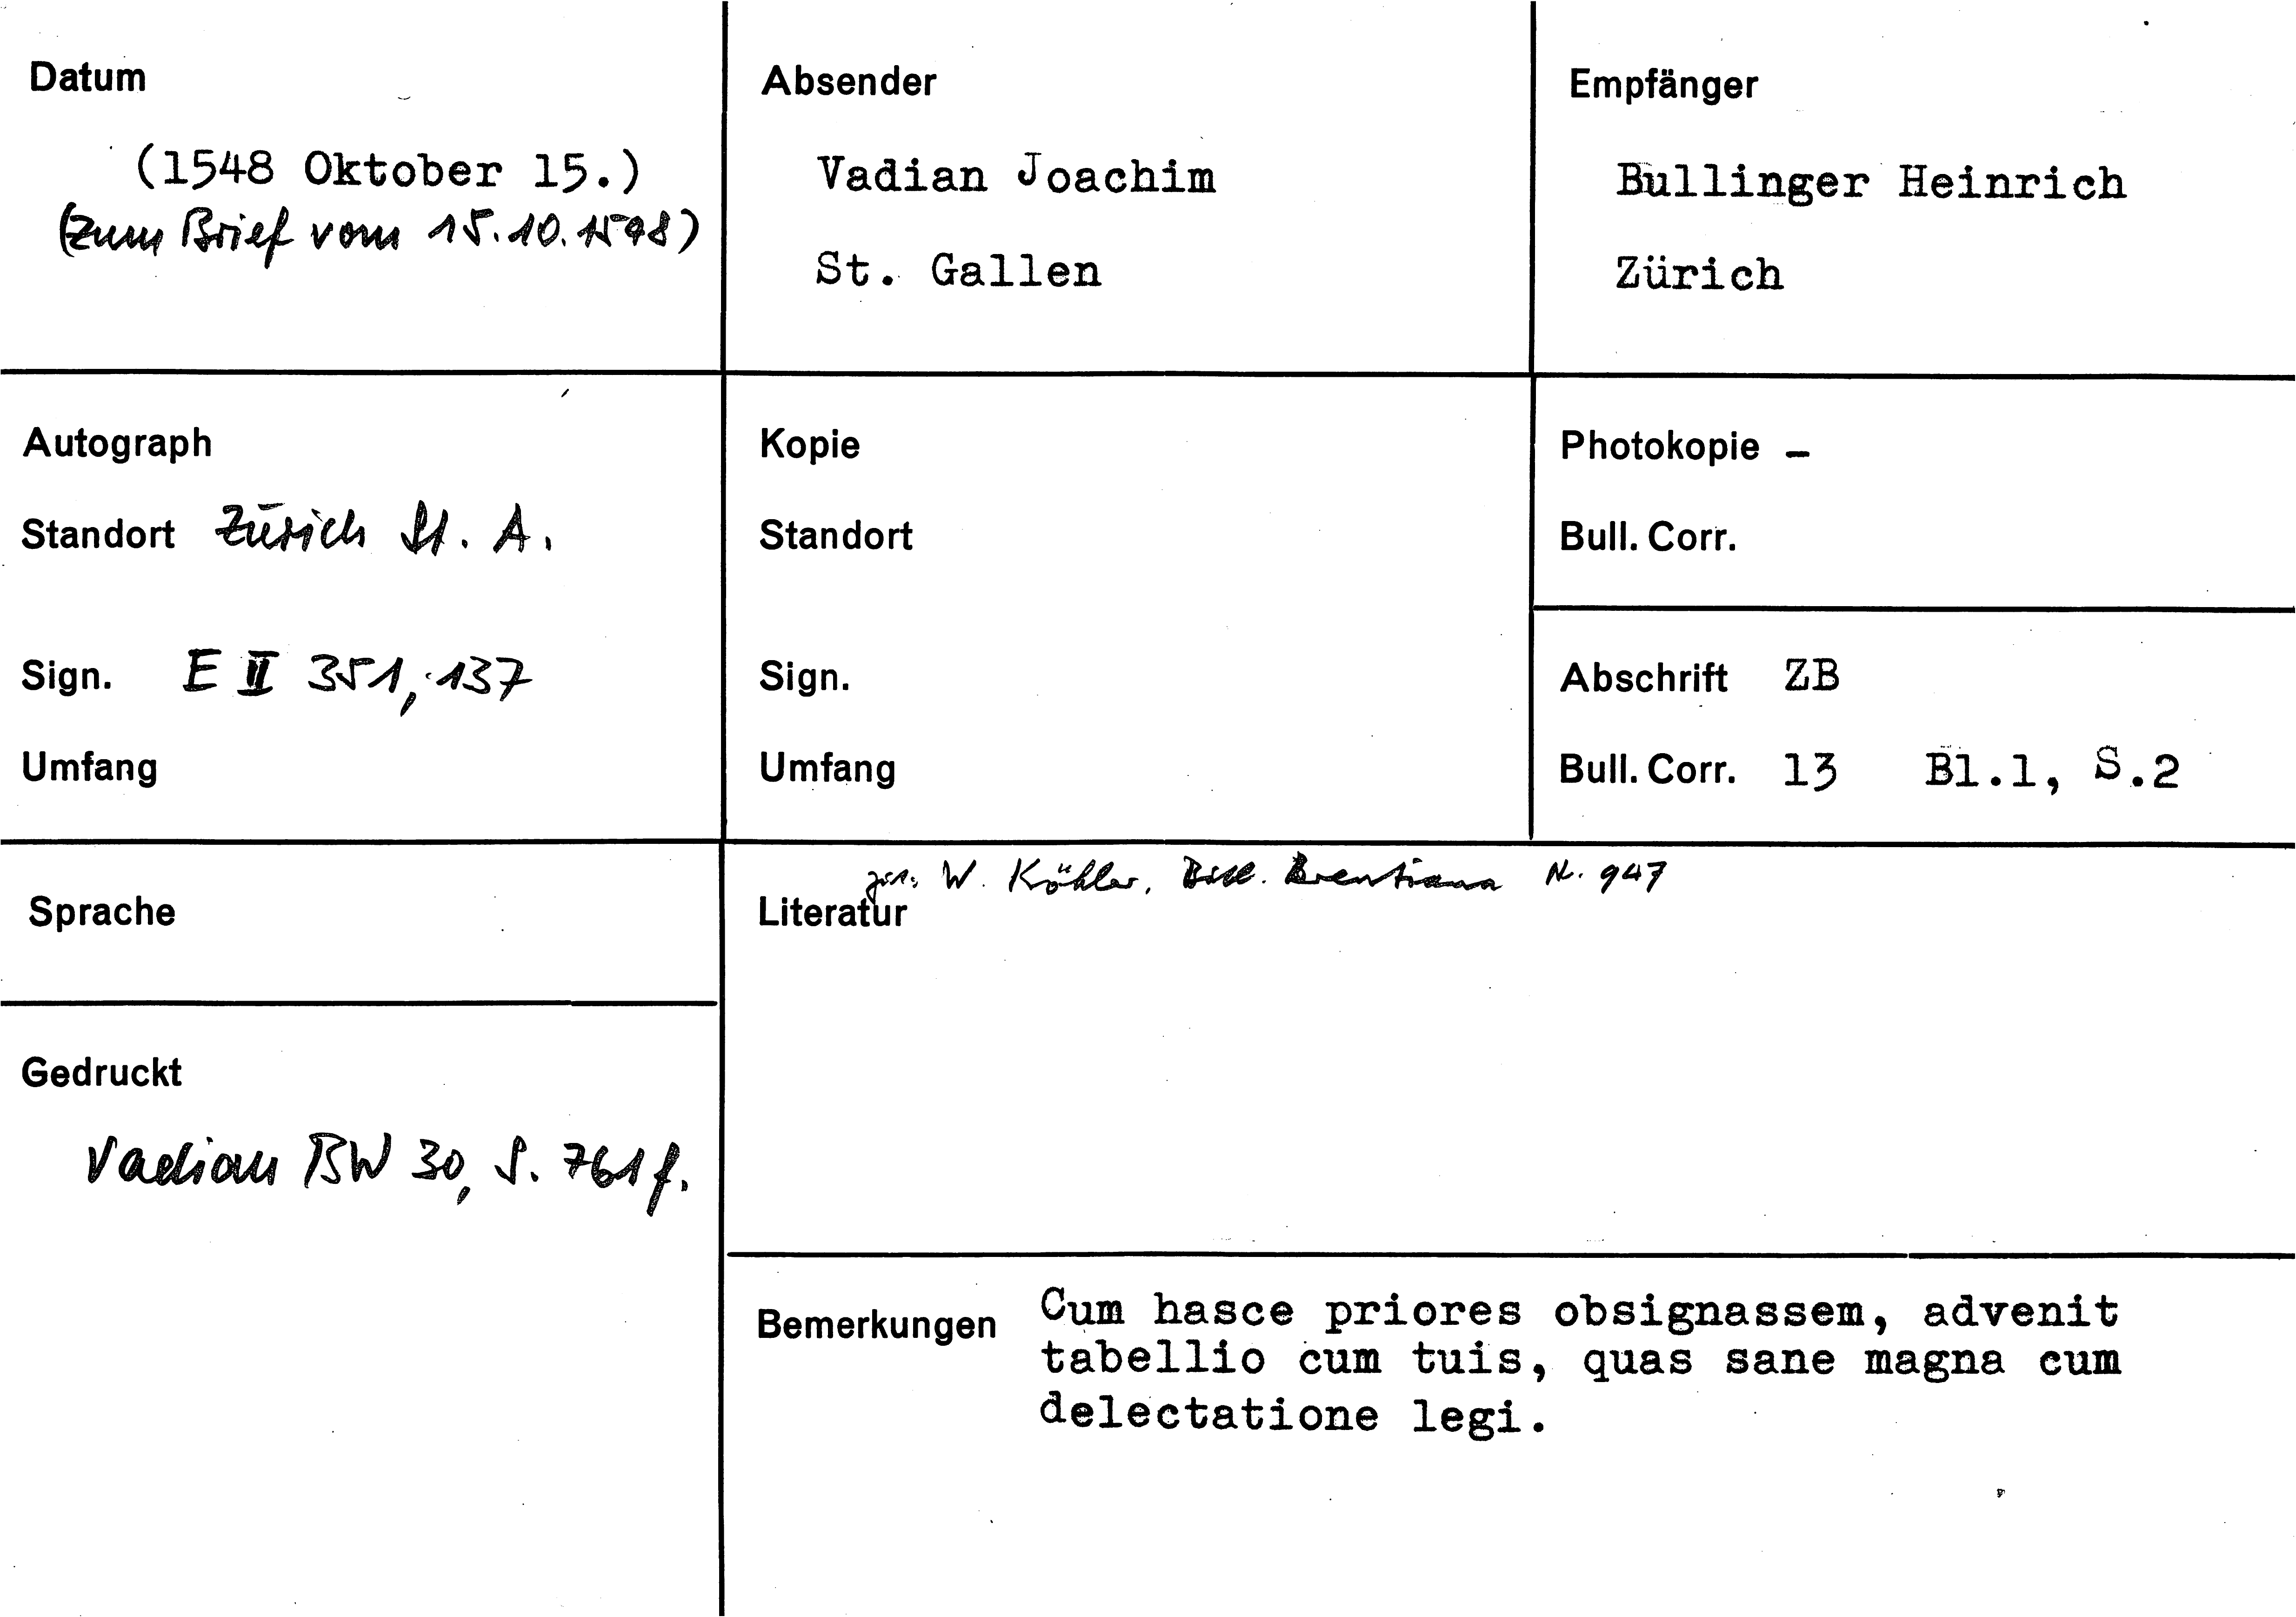 Datum
(1548 Oktober 15.)
(zum Brief vom 15.10.1548)
Absender
Vadian Joachim
St. Gallen
Empfänger
Bullinger Heinrich
Zürich
Autograph
Standort Zürich St. A.
Sign. E II 351, 137
Umfang
Kopie
Standort
Sign.
Umfang
Photokopie –
Bull. Corr.
Abschrift ZB
Bull. Corr. 13 Bl.1, S.2
Sprache
Gedruckt
Vadian BW 30, S. 761 f.
W. Köhler, Bibl. Brentiana N. 947
Literatur
Bemerkungen Cum hasce priores obsignassem, advenit
tabellio cum tuis, quas sane magna cum
delectatione legi.